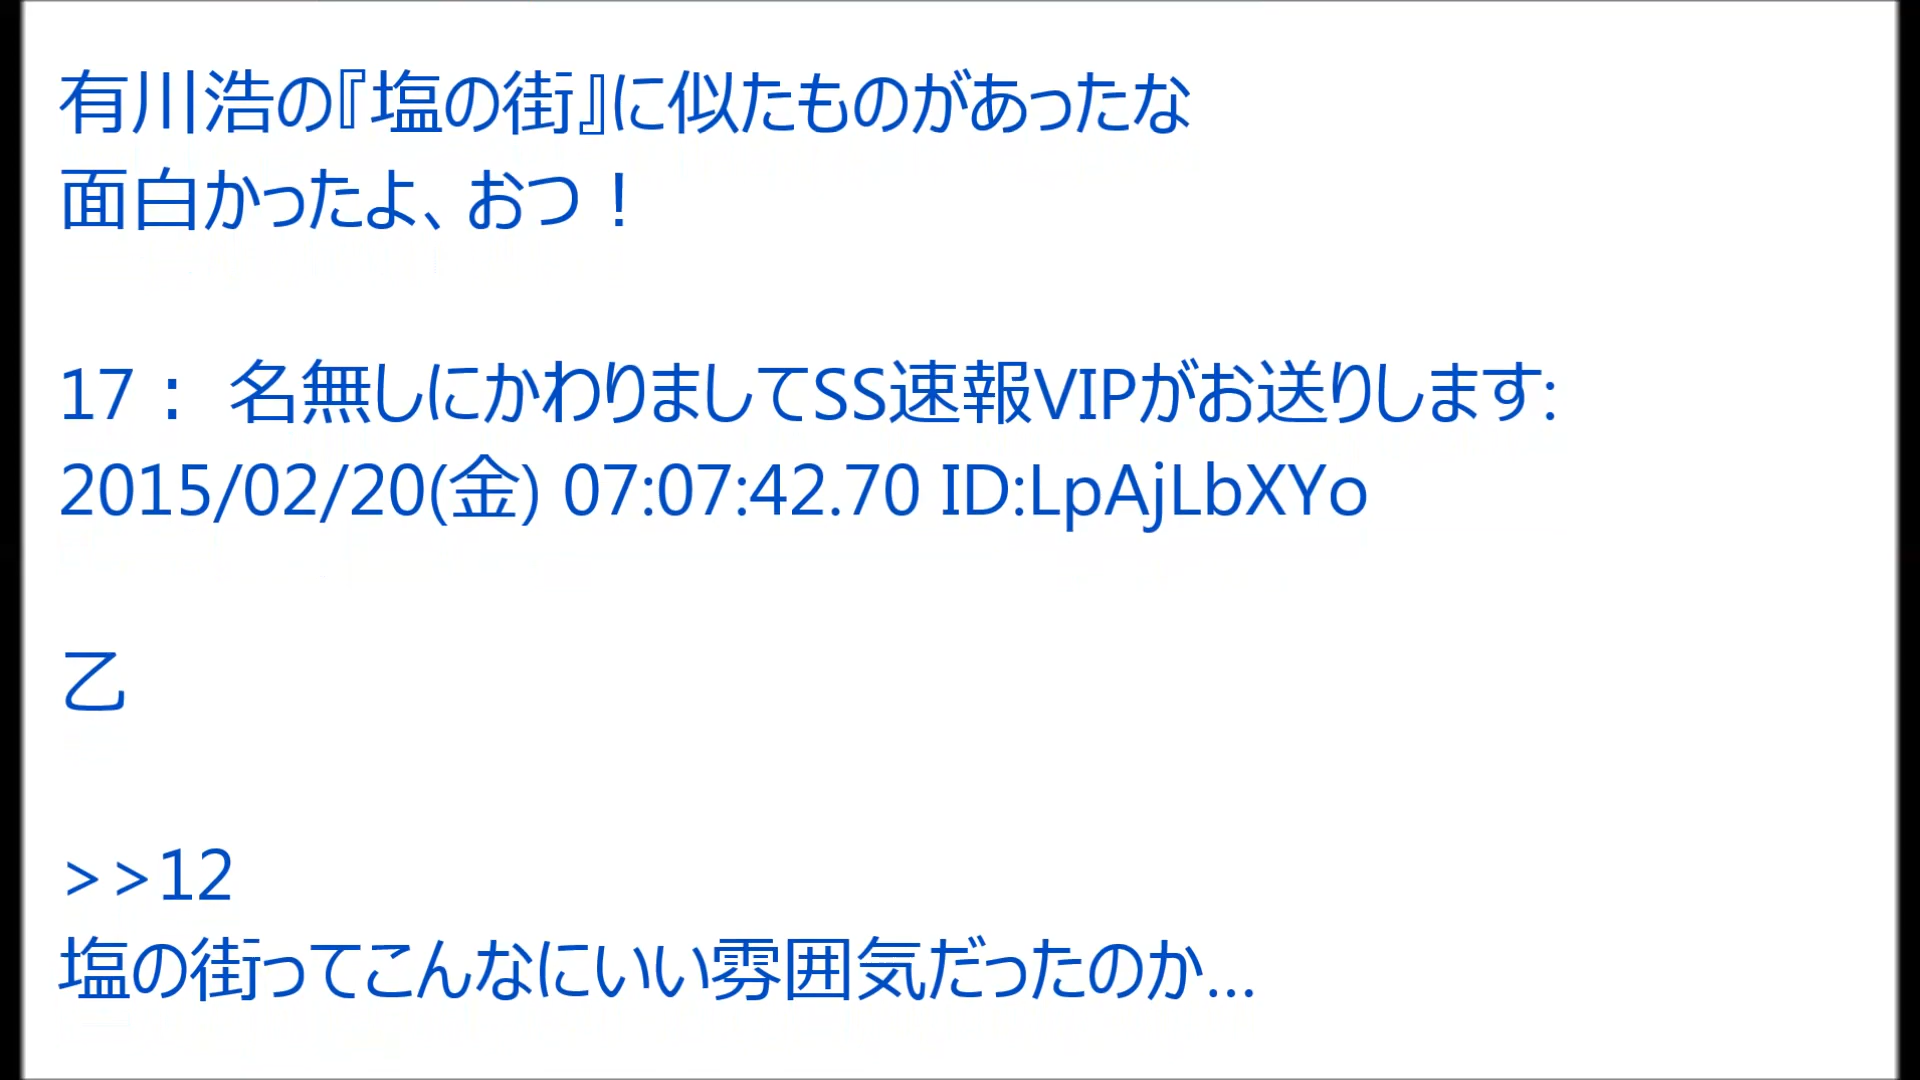 有川浩の『塩の街』に似たものがあったな
面白かったよ、おつ！
17： 名無しにかわりましてSS速報VIPがお送りします:
2015/02/20(金) 07:07:42.70 ID:LpAjLbXYo
乙
>>12
塩の街ってこんなにいい雰囲気だったのか…